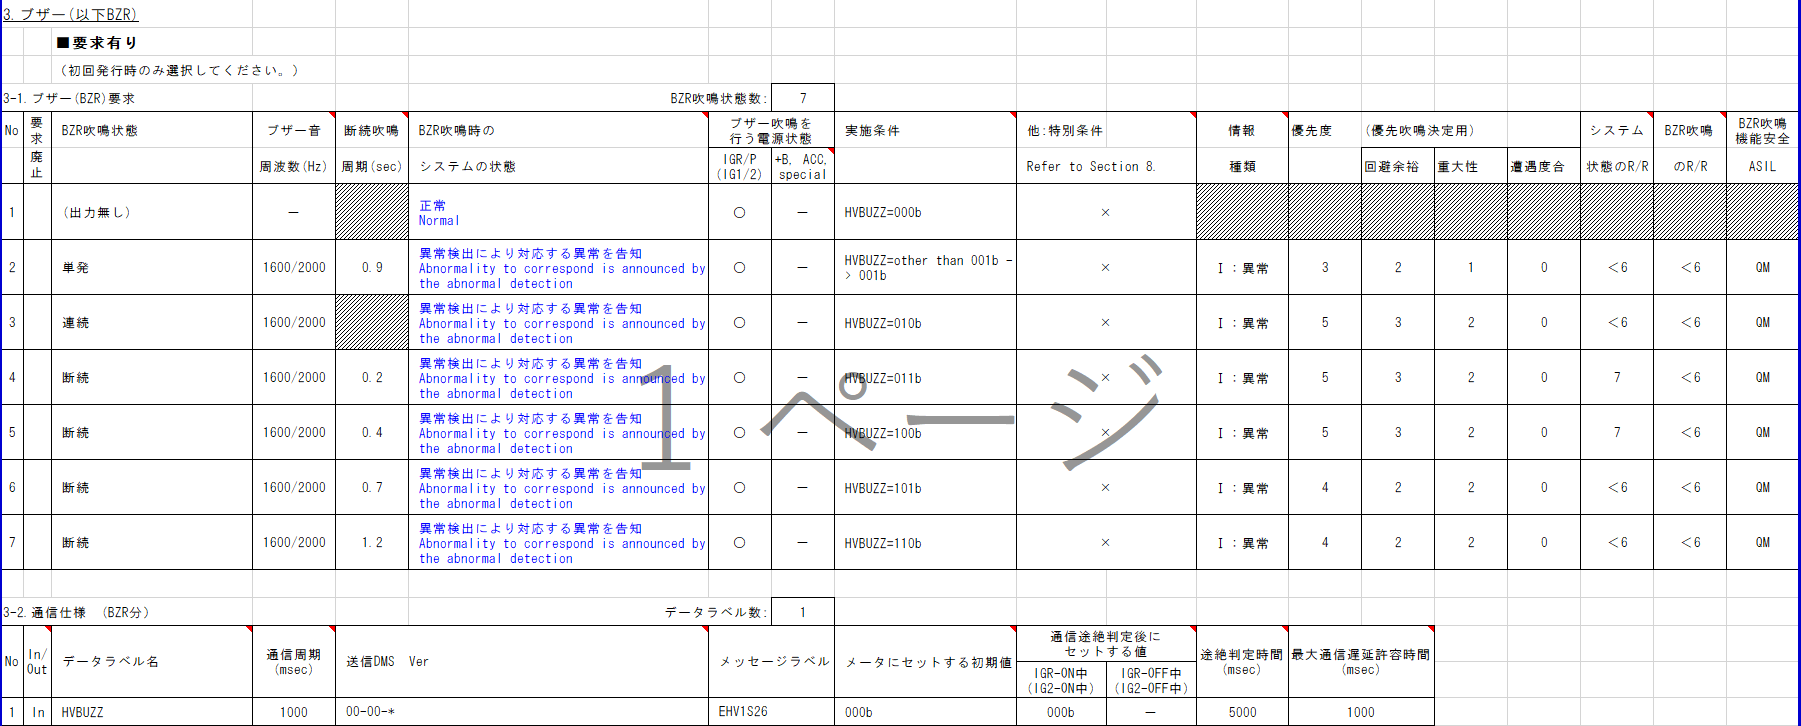 3. ブザー(以下BZR)
■要求有り
(初回発行時のみ選択してください。)
3-1. ブザー(BZR)要求 BZR吹鳴状態数: 7
No 要求廃止 BZR吹鳴状態 ブザー音 周波数(Hz) 断続吹鳴 周期(sec) BZR吹鳴時の システムの状態 ブザー吹鳴を行う電源状態 IGR/P (IG1/2) +B, ACC, special 実施条件 他:特別条件 Refer to Section 8. 情報 種類 優先度 (優先吹鳴決定用) 回避余裕 重大性 遭遇度合 システム 状態のR/R BZR吹鳴 のR/R BZR吹鳴 機能安全 ASIL
1 (出力無し) − 正常 Normal ○ − HVBUZZ=000b ×
2 単発 1600/2000 0.9 異常検出により対応する異常を告知 Abnormality to correspond is announced by the abnormal detection ○ − HVBUZZ=other than 001b -> 001b × I:異常 3 2 1 0 <6 <6 QM
3 連続 1600/2000 異常検出により対応する異常を告知 Abnormality to correspond is announced by the abnormal detection ○ − HVBUZZ=010b × I:異常 5 3 2 0 <6 <6 QM
4 断続 1600/2000 0.2 異常検出により対応する異常を告知 Abnormality to correspond is announced by the abnormal detection ○ − HVBUZZ=011b × I:異常 5 3 2 0 7 <6 QM
5 断続 1600/2000 0.4 異常検出により対応する異常を告知 Abnormality to correspond is announced by the abnormal detection ○ − HVBUZZ=100b × I:異常 5 3 2 0 7 <6 QM
6 断続 1600/2000 0.7 異常検出により対応する異常を告知 Abnormality to correspond is announced by the abnormal detection ○ − HVBUZZ=101b × I:異常 4 2 2 0 <6 <6 QM
7 断続 1600/2000 1.2 異常検出により対応する異常を告知 Abnormality to correspond is announced by the abnormal detection ○ − HVBUZZ=110b × I:異常 4 2 2 0 <6 <6 QM
1 ページ
3-2. 通信仕様 (BZR分) データラベル数: 1
No In/Out データラベル名 通信周期 (msec) 送信DMS Ver メッセージラベル メータにセットする初期値 通信途絶判定後にセットする値 IGR-ON中 (IG2-ON中) IGR-OFF中 (IG2-OFF中) 途絶判定時間 (msec) 最大通信遅延許容時間 (msec)
1 In HVBUZZ 1000 00-00-* EHV1S26 000b 000b − 5000 1000